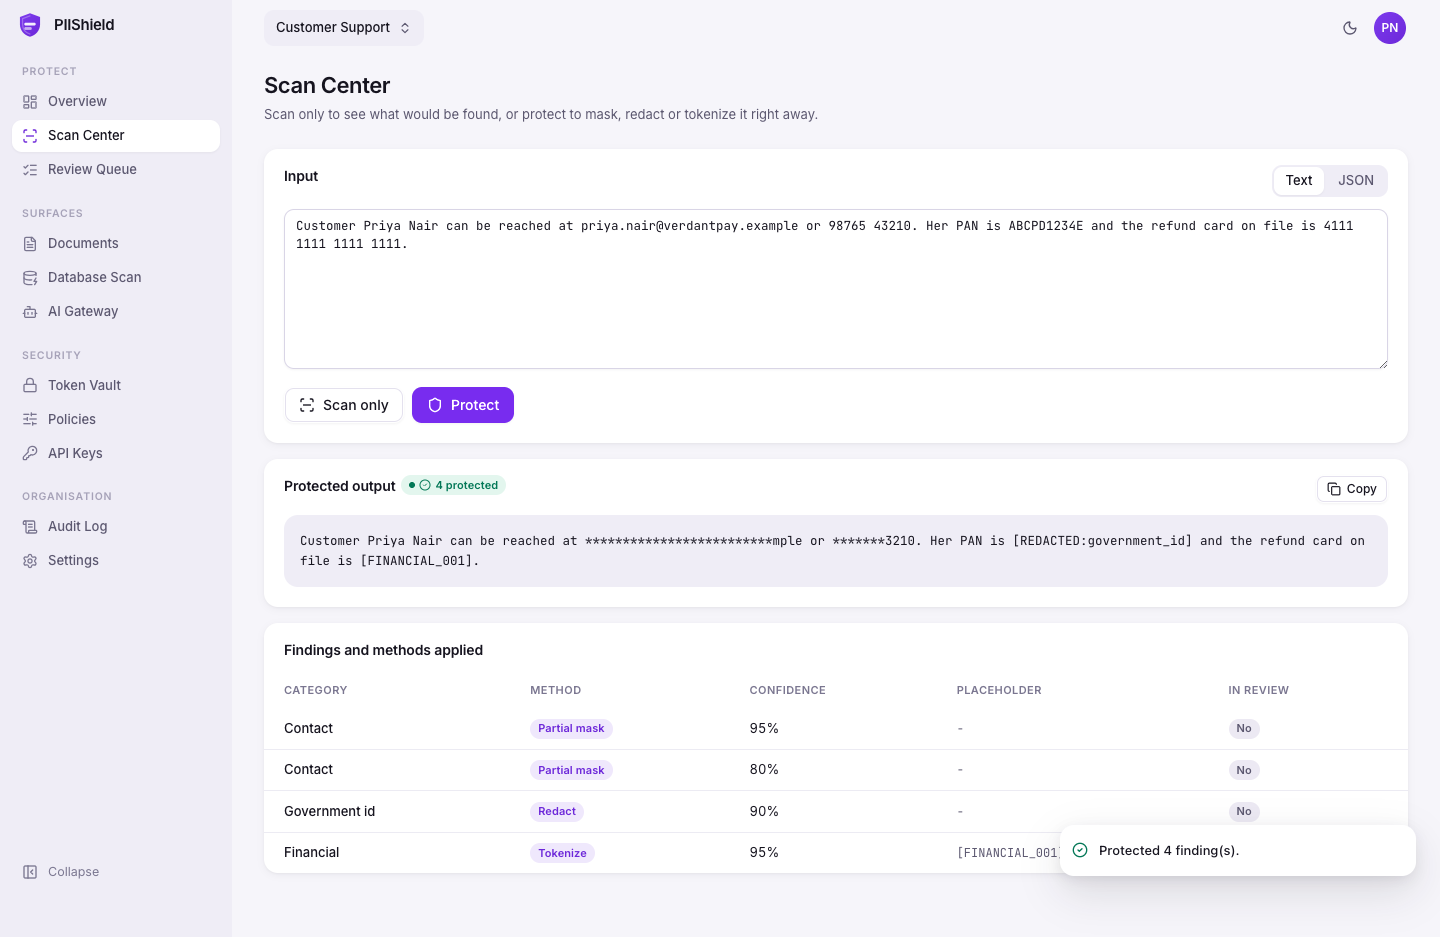 PIIShield
PROTECT
Overview
Scan Center
Review Queue
SURFACES
Documents
Database Scan
AI Gateway
SECURITY
Token Vault
Policies
API Keys
ORGANISATION
Audit Log
Settings
Collapse
Customer Support
PN
Scan Center
Scan only to see what would be found, or protect to mask, redact or tokenize it right away.
Input
Text JSON
Customer Priya Nair can be reached at priya.nair@verdantpay.example or 98765 43210. Her PAN is ABCPD1234E and the refund card on file is 4111
1111 1111 1111.
Scan only Protect
Protected output 4 protected
Copy
Customer Priya Nair can be reached at *************************mple or *******3210. Her PAN is [REDACTED:government_id] and the refund card on
file is [FINANCIAL_001].
Findings and methods applied
CATEGORY METHOD CONFIDENCE PLACEHOLDER IN REVIEW
Contact Partial mask 95% - No
Contact Partial mask 80% - No
Government id Redact 90% - No
Financial Tokenize 95% [FINANCIAL_001]
Protected 4 finding(s).